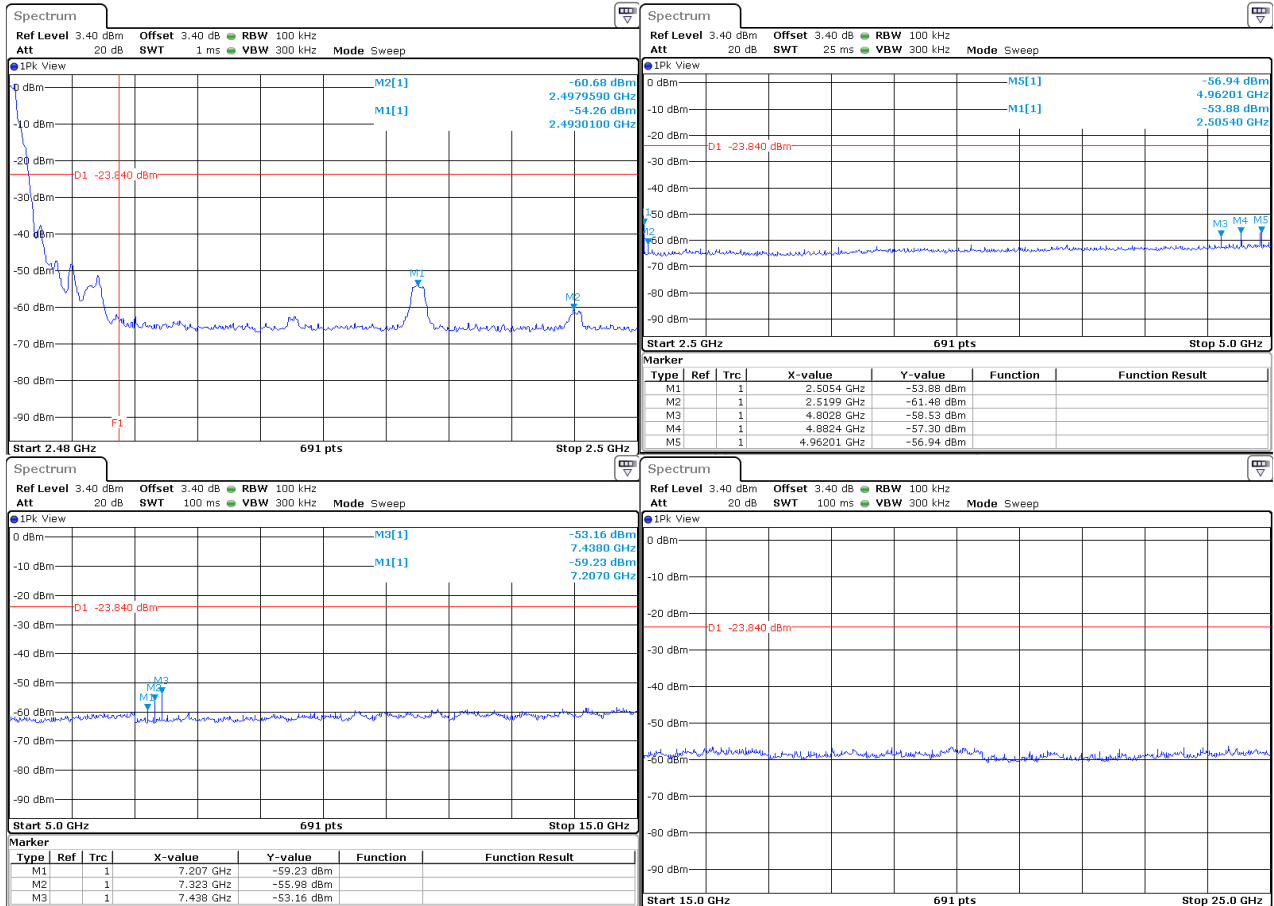 Spectrum
Ref Level 3.40 dBm Offset 3.40 dB RBW 100 kHz
Att 20 dB SWT 1 ms VBW 300 kHz Mode Sweep
1Pk View
M2[1] -60.68 dBm
2.4979590 GHz
M1[1] -54.26 dBm
2.4930100 GHz
0 dBm
-10 dBm
-20 dBm
D1 -23.840 dBm
-30 dBm
-40 dBm
-50 dBm
M1
M2
-60 dBm
-70 dBm
-80 dBm
-90 dBm
F1
Start 2.48 GHz 691 pts Stop 2.5 GHz
Spectrum
Ref Level 3.40 dBm Offset 3.40 dB RBW 100 kHz
Att 20 dB SWT 25 ms VBW 300 kHz Mode Sweep
1Pk View
0 dBm
M5[1] -56.94 dBm
4.96201 GHz
-10 dBm
M1[1] -53.88 dBm
2.50540 GHz
-20 dBm
D1 -23.840 dBm
-30 dBm
-40 dBm
1 -50 dBm
M2 M3 M4 M5
-60 dBm
-70 dBm
-80 dBm
-90 dBm
Start 2.5 GHz 691 pts Stop 5.0 GHz
Marker
Type Ref Trc X-value Y-value Function Function Result
M1 1 2.5054 GHz -53.88 dBm
M2 1 2.5199 GHz -61.48 dBm
M3 1 4.8028 GHz -58.53 dBm
M4 1 4.8824 GHz -57.30 dBm
M5 1 4.96201 GHz -56.94 dBm
Spectrum
Ref Level 3.40 dBm Offset 3.40 dB RBW 100 kHz
Att 20 dB SWT 100 ms VBW 300 kHz Mode Sweep
1Pk View
0 dBm
M3[1] -53.16 dBm
7.4380 GHz
-10 dBm
M1[1] -59.23 dBm
7.2070 GHz
-20 dBm
D1 -23.840 dBm
-30 dBm
-40 dBm
-50 dBm
M1 M2 M3
-60 dBm
-70 dBm
-80 dBm
-90 dBm
Start 5.0 GHz 691 pts Stop 15.0 GHz
Marker
Type Ref Trc X-value Y-value Function Function Result
M1 1 7.207 GHz -59.23 dBm
M2 1 7.323 GHz -55.98 dBm
M3 1 7.438 GHz -53.16 dBm
Spectrum
Ref Level 3.40 dBm Offset 3.40 dB RBW 100 kHz
Att 20 dB SWT 100 ms VBW 300 kHz Mode Sweep
1Pk View
0 dBm
-10 dBm
-20 dBm
D1 -23.840 dBm
-30 dBm
-40 dBm
-50 dBm
-60 dBm
-70 dBm
-80 dBm
-90 dBm
Start 15.0 GHz 691 pts Stop 25.0 GHz